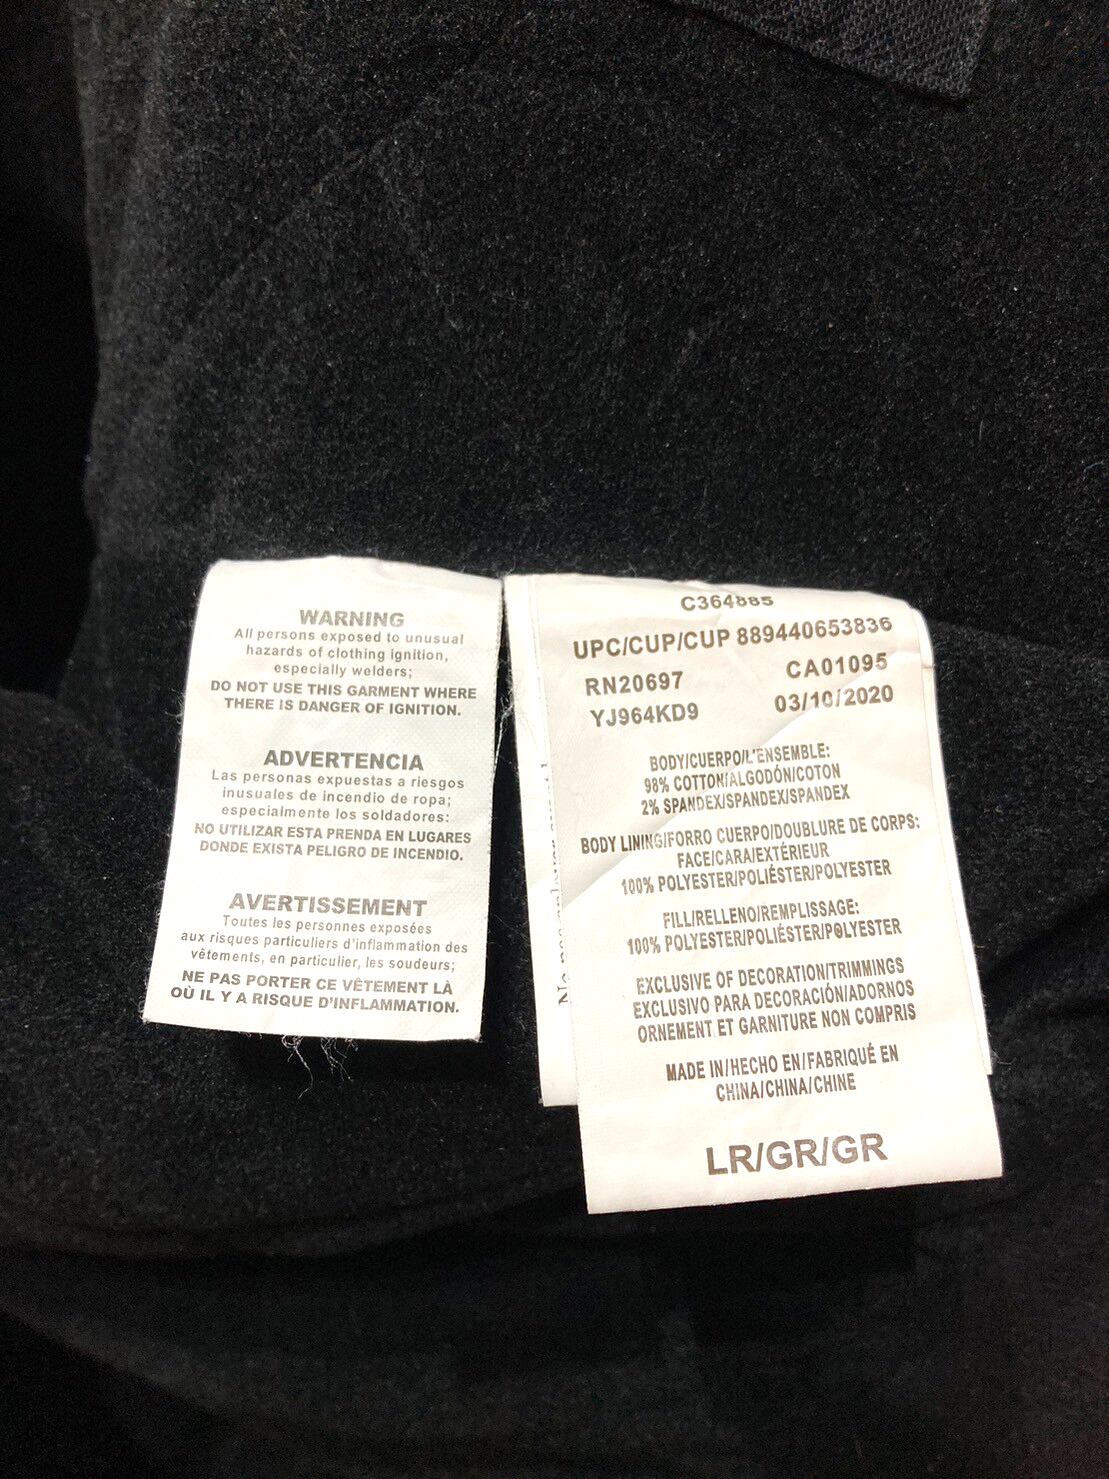 WARNING
All persons exposed to unusual
hazards of clothing ignition,
especially welders;
DO NOT USE THIS GARMENT WHERE
THERE IS DANGER OF IGNITION.
ADVERTENCIA
Las personas expuestas a riesgos
inusuales de incendio de ropa;
especialmente los soldadores:
NO UTILIZAR ESTA PRENDA EN LUGARES
DONDE EXISTA PELIGRO DE INCENDIO.
AVERTISSEMENT
Toutes les personnes exposées
aux risques particuliers d'inflammation des
vêtements, en particulier, les soudeurs;
NE PAS PORTER CE VÊTEMENT LÀ
OÙ IL Y A RISQUE D'INFLAMMATION.
C364885
UPC/CUP/CUP 889440653836
RN20697 CA01095
YJ964KD9 03/10/2020
BODY/CUERPO/L'ENSEMBLE:
98% COTTON/ALGODÓN/COTON
2% SPANDEX/SPANDEX/SPANDEX
BODY LINING/FORRO CUERPO/DOUBLURE DE CORPS:
FACE/CARA/EXTÉRIEUR
100% POLYESTER/POLIÉSTER/POLYESTER
FILL/RELLENO/REMPLISSAGE:
100% POLYESTER/POLIÉSTER/POLYESTER
EXCLUSIVE OF DECORATION/TRIMMINGS
EXCLUSIVO PARA DECORACIÓN/ADORNOS
ORNEMENT ET GARNITURE NON COMPRIS
MADE IN/HECHO EN/FABRIQUÉ EN
CHINA/CHINA/CHINE
LR/GR/GR